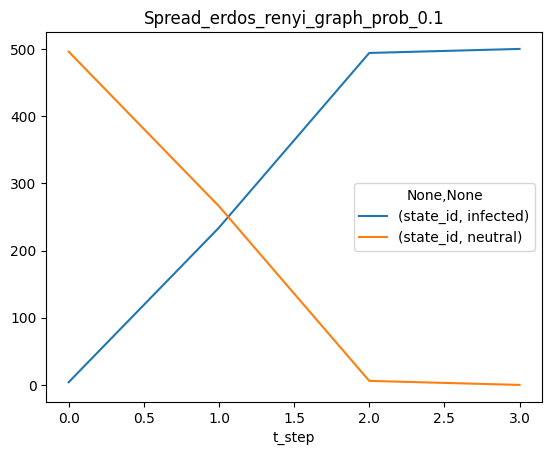 Spread_erdos_renyi_graph_prob_0.1
500
400
300
200
100
0
None,None
(state_id, infected)
(state_id, neutral)
0.0 0.5 1.0 1.5 2.0 2.5 3.0
t_step